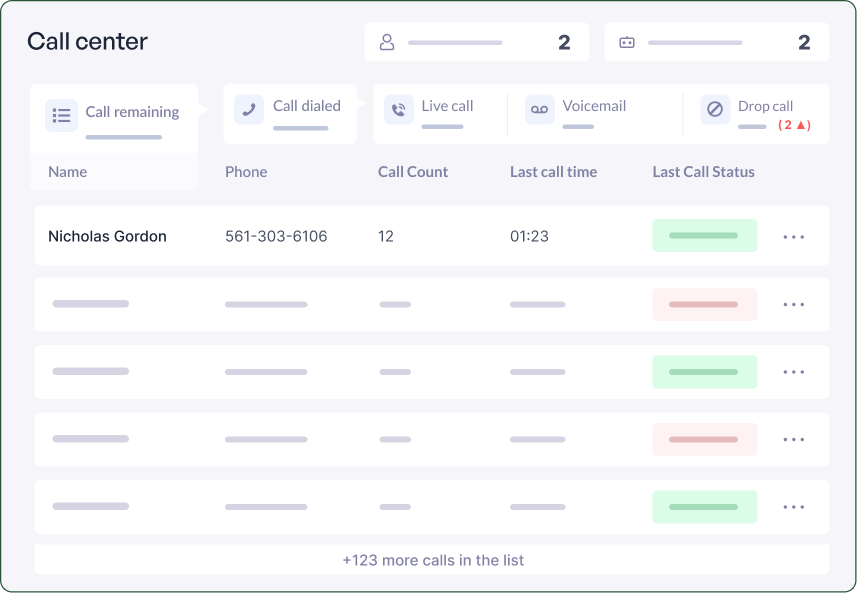 Call center
2
2
Call remaining
Call dialed
Live call
Voicemail
Drop call
(2 ▲)
Name Phone Call Count Last call time Last Call Status
Nicholas Gordon 561-303-6106 12 01:23
+123 more calls in the list